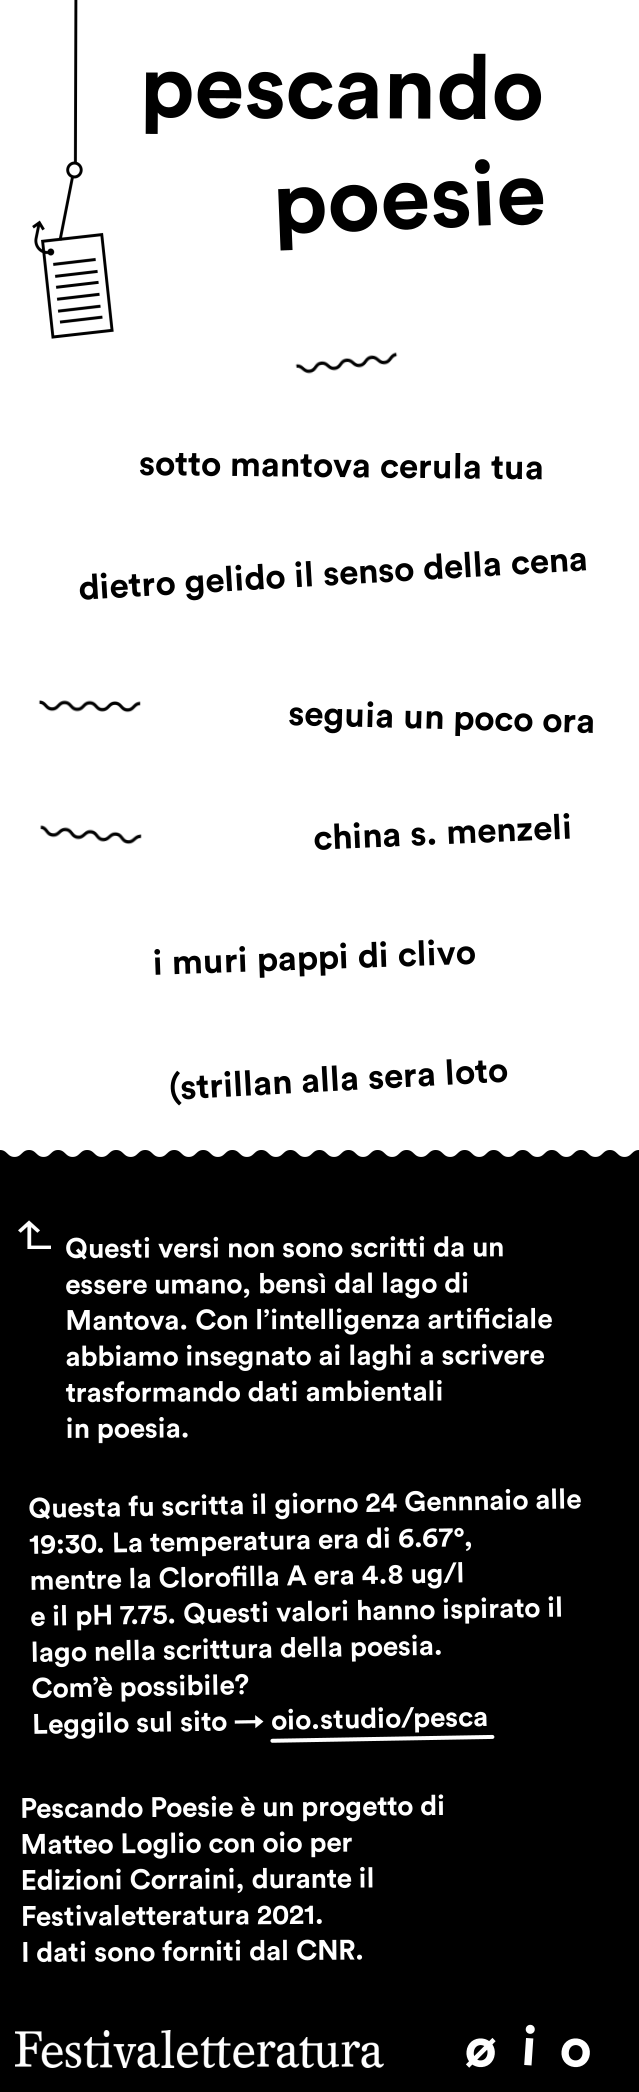 pescando
poesie
sotto mantova cerula tua
dietro gelido il senso della cena
seguia un poco ora
china s. menzeli
i muri pappi di clivo
(strillan alla sera loto
Questi versi non sono scritti da un
essere umano, bensì dal lago di
Mantova. Con l’intelligenza artificiale
abbiamo insegnato ai laghi a scrivere
trasformando dati ambientali
in poesia.
Questa fu scritta il giorno 24 Gennnaio alle
19:30. La temperatura era di 6.67°,
mentre la Clorofilla A era 4.8 ug/l
e il pH 7.75. Questi valori hanno ispirato il
lago nella scrittura della poesia.
Com’è possibile?
Leggilo sul sito → oio.studio/pesca
Pescando Poesie è un progetto di
Matteo Loglio con oio per
Edizioni Corraini, durante il
Festivaletteratura 2021.
I dati sono forniti dal CNR.
Festivaletteratura ø i o